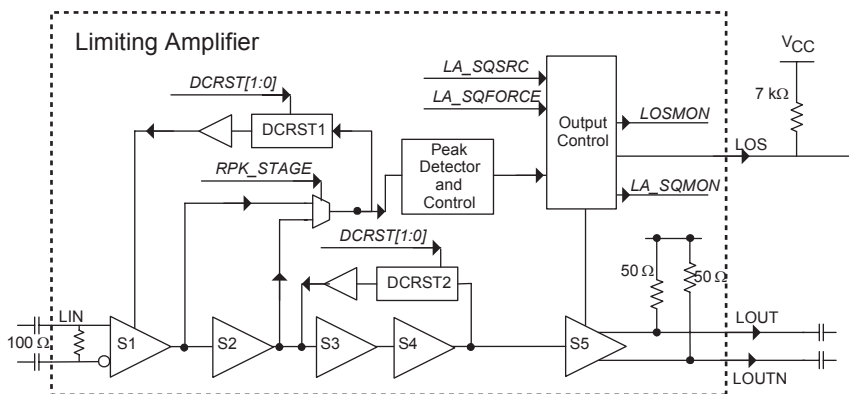 Limiting Amplifier
DCRST[1:0]
DCRST1
RPK_STAGE
LA_SQSRC
LA_SQFORCE
Peak
Detector
and
Control
Output
Control
LOSMON
LOS
LA_SQMON
VCC
7 kΩ
DCRST[1:0]
DCRST2
50 Ω
50 Ω
LIN
100 Ω
S1
S2
S3
S4
S5
LOUT
LOUTN